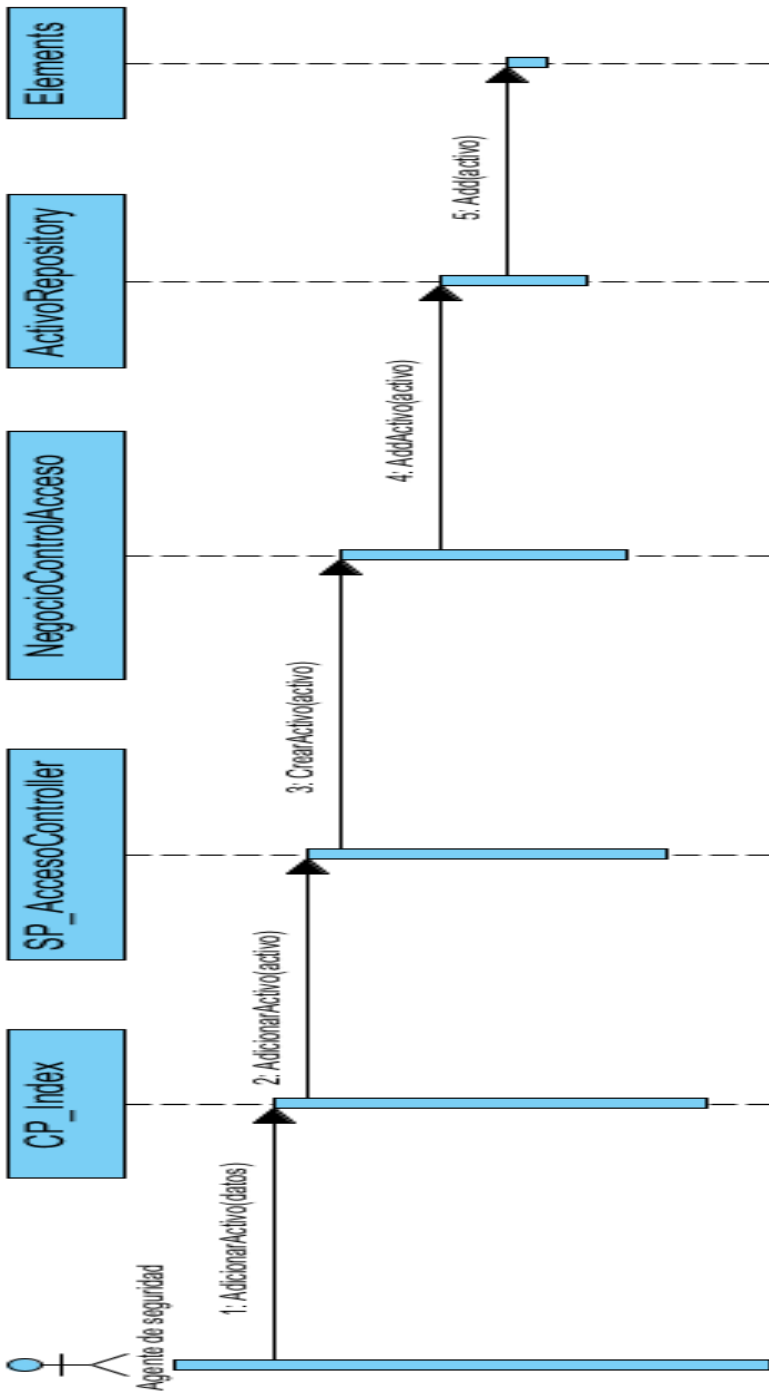 Agente de seguridad
CP_Index
SP_AccesoController
NegocioControlAcceso
ActivoRepository
Elements
1: AdicionarActivo(datos)
2: AdicionarActivo(activo)
3: CrearActivo(activo)
4: AddActivo(activo)
5: Add(activo)